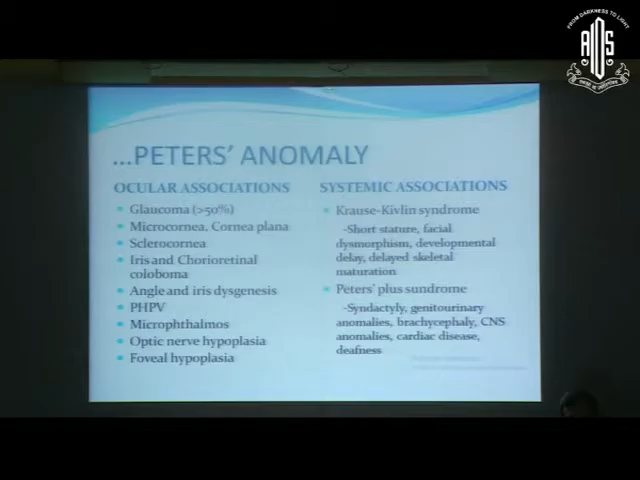 FROM DARKNESS TO LIGHT
AIOS
...PETERS' ANOMALY
OCULAR ASSOCIATIONS
Glaucoma (>50%)
Microcornea, Cornea plana
Sclerocornea
Iris and Chorioretinal
coloboma
Angle and iris dysgenesis
PHPV
Microphthalmos
Optic nerve hypoplasia
Foveal hypoplasia
SYSTEMIC ASSOCIATIONS
Krause-Kivlin syndrome
-Short stature, facial
dysmorphism, developmental
delay, delayed skeletal
maturation
Peters' plus sundrome
-Syndactyly, genitourinary
anomalies, brachycephaly, CNS
anomalies, cardiac disease,
deafness